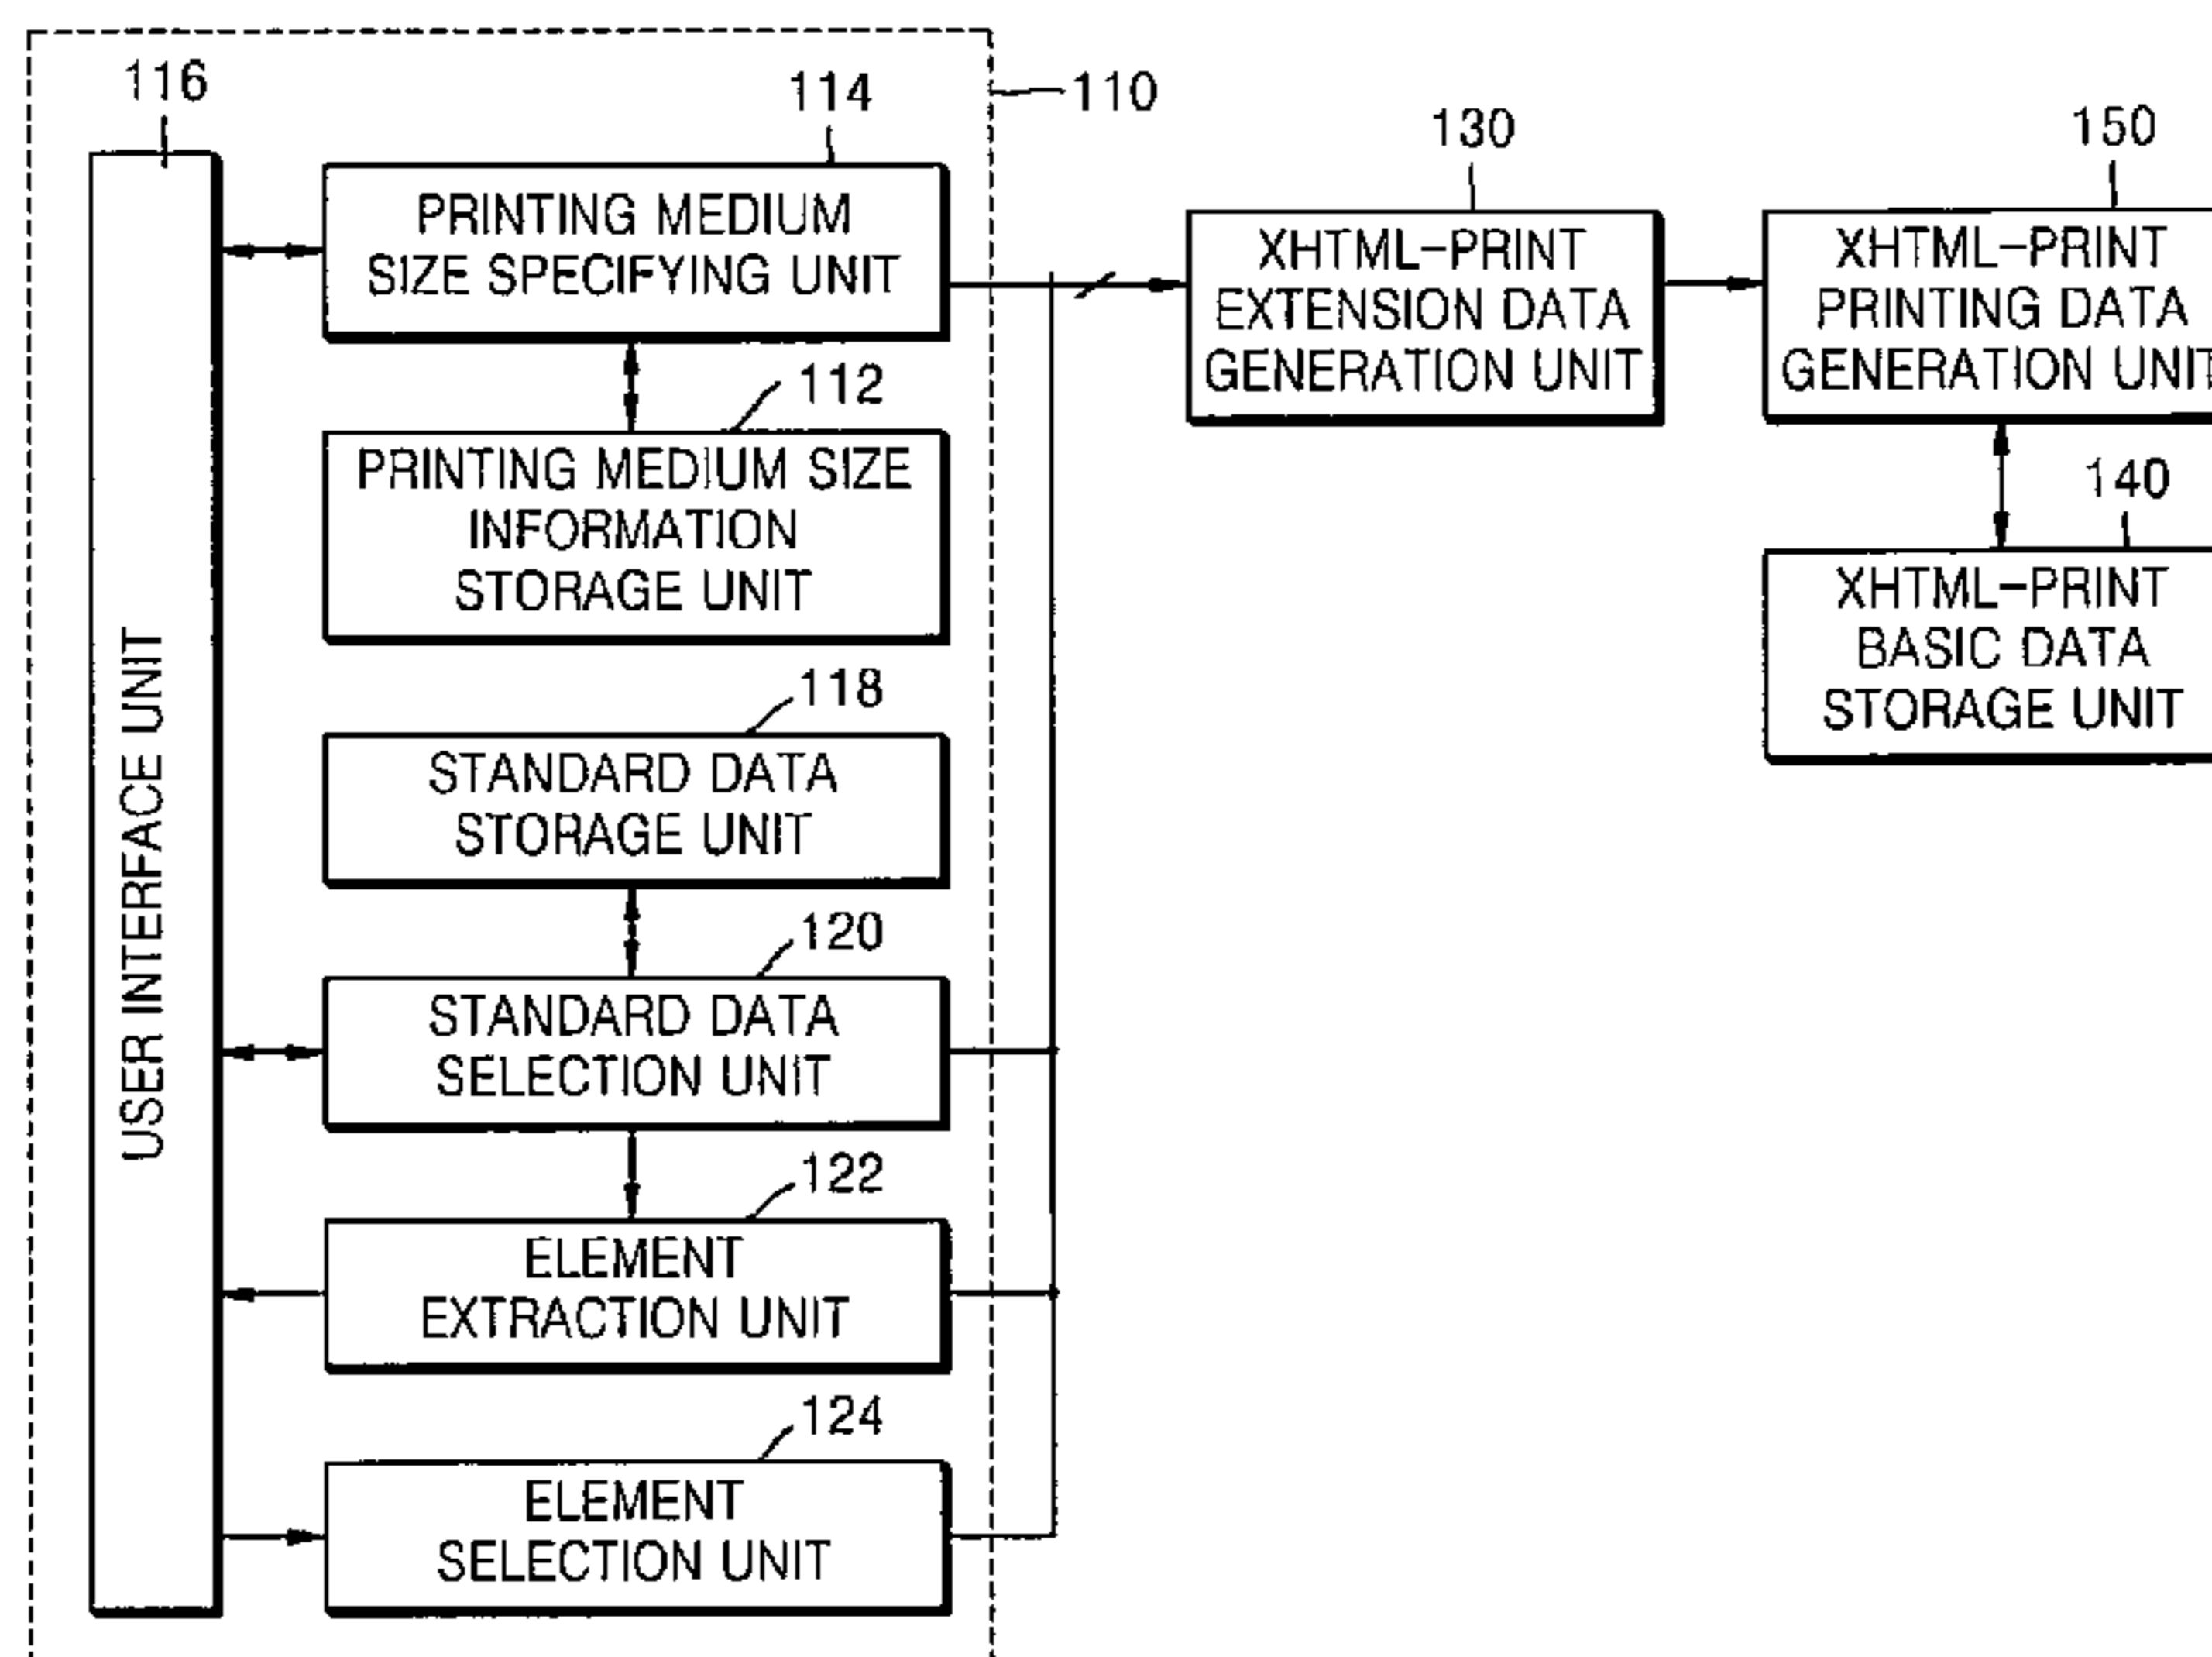 116
114
110
130
150
PRINTING MEDIUM
SIZE SPECIFYING UNIT
XHTML-PRINT
EXTENSION DATA
GENERATION UNIT
XHTML-PRINT
PRINTING DATA
GENERATION UNIT
112
PRINTING MEDIUM SIZE
INFORMATION
STORAGE UNIT
140
XHTML-PRINT
BASIC DATA
STORAGE UNIT
USER INTERFACE UNIT
118
STANDARD DATA
STORAGE UNIT
120
STANDARD DATA
SELECTION UNIT
122
ELEMENT
EXTRACTION UNIT
124
ELEMENT
SELECTION UNIT